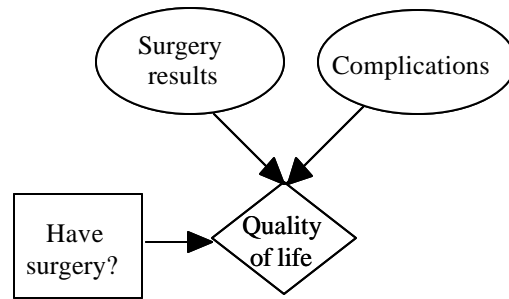 Surgery
results
Complications
Have
surgery?
Quality
of life